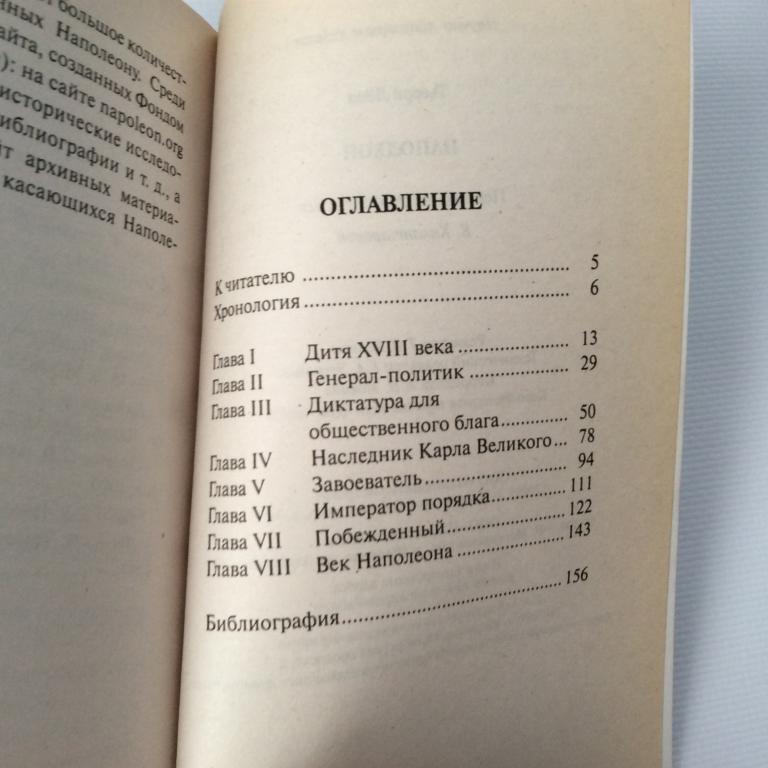 большое количест-
Наполеону. Среди
созданных Фондом
): на сайте napoleon.org
исторические исследо-
иблиографии и т. д., а
архивных материа-
касающихся Наполе-
ОГЛАВЛЕНИЕ
К читателю 5
Хронология 6
Глава I Дитя XVIII века 13
Глава II Генерал-политик 29
Глава III Диктатура для
общественного блага 50
Глава IV Наследник Карла Великого 78
Глава V Завоеватель 94
Глава VI Император порядка 111
Глава VII Побежденный 122
Глава VIII Век Наполеона 143
Библиография 156